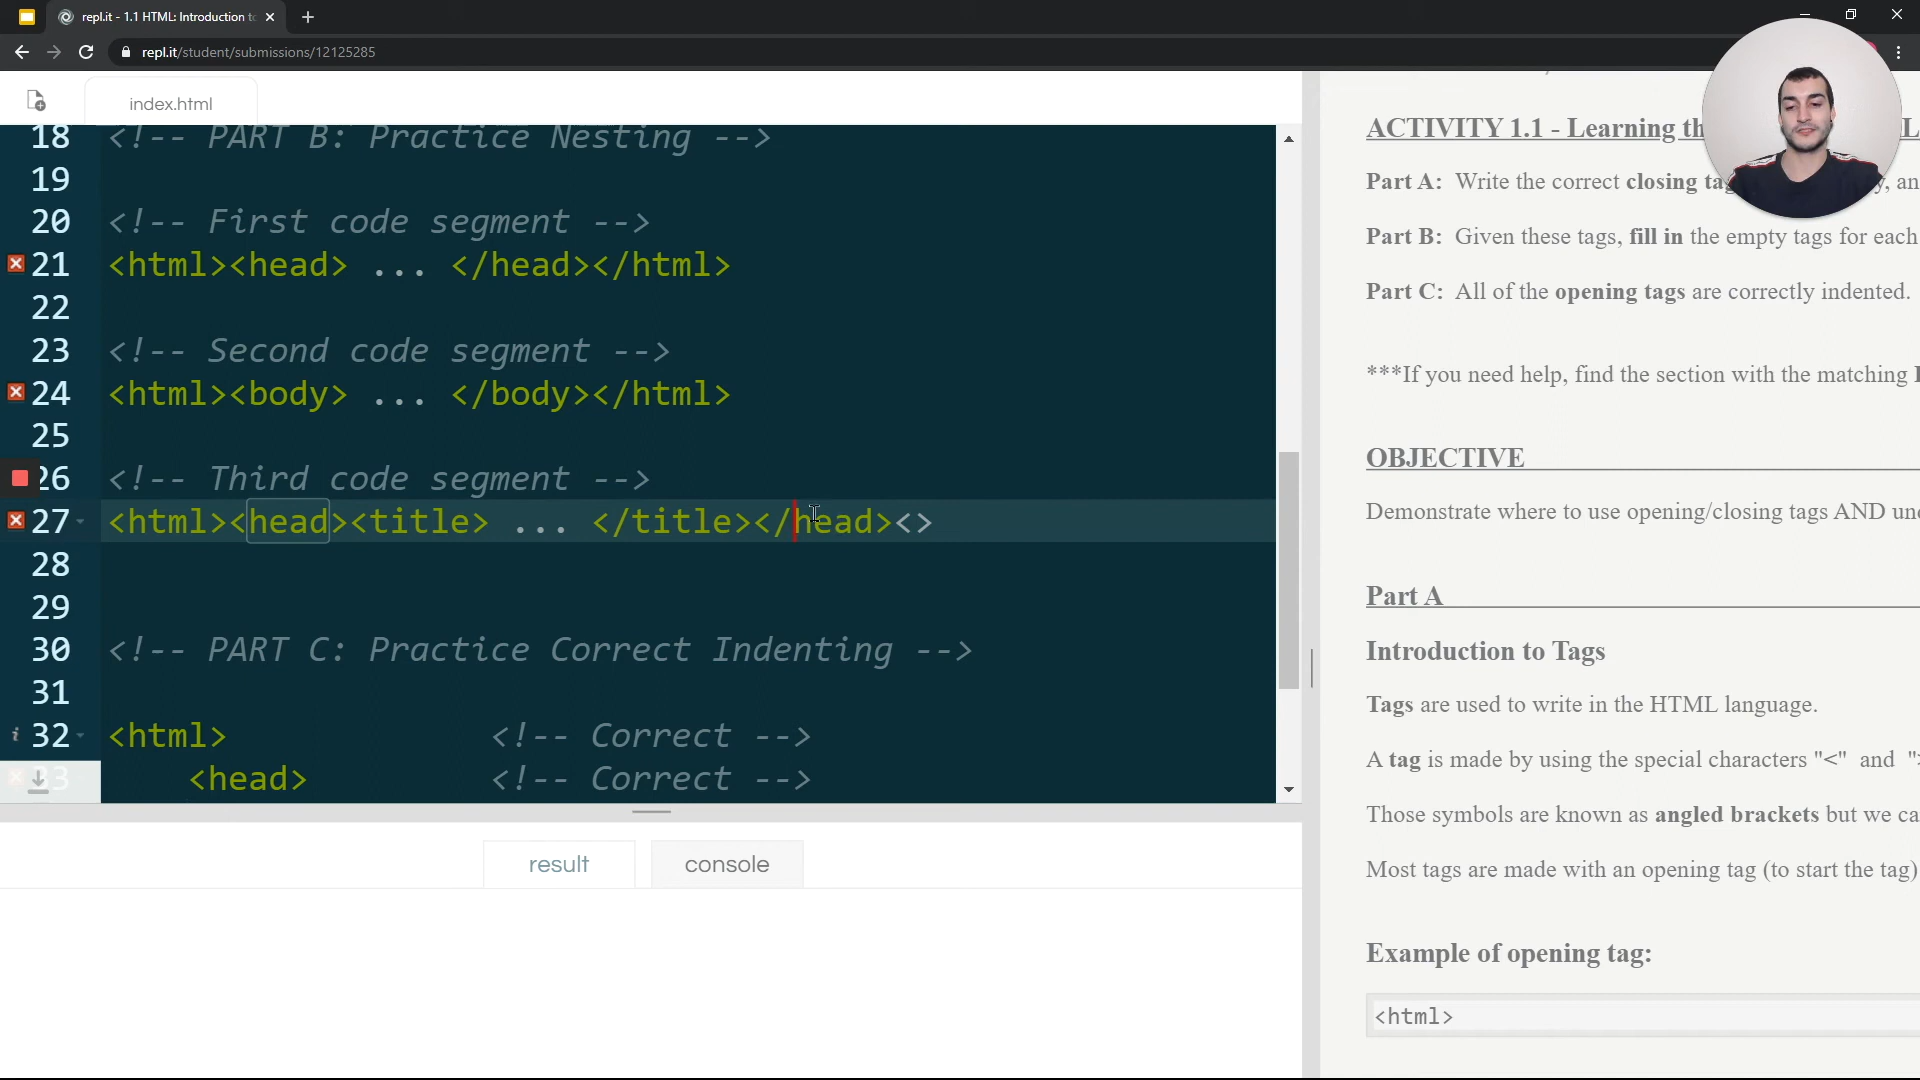 repl.it - 1.1 HTML: Introduction to
repl.it/student/submissions/12125285
index.html
18 <!-- PART B: Practice Nesting -->
19
20 <!-- First code segment -->
21 <html><head> ... </head></html>
22
23 <!-- Second code segment -->
24 <html><body> ... </body></html>
25
26 <!-- Third code segment -->
27 <html><head><title> ... </title></head><>
28
29
30 <!-- PART C: Practice Correct Indenting -->
31
i 32 <html> <!-- Correct -->
33 <head> <!-- Correct -->
result console
ACTIVITY 1.1 - Learning th
Part A: Write the correct closing
Part B: Given these tags, fill in the empty tags for each
Part C: All of the opening tags are correctly indented.
***If you need help, find the section with the matching
OBJECTIVE
Demonstrate where to use opening/closing tags AND
Part A
Introduction to Tags
Tags are used to write in the HTML language.
A tag is made by using the special characters "<" and
Those symbols are known as angled brackets but we
Most tags are made with an opening tag (to start the tag)
Example of opening tag:
<html>